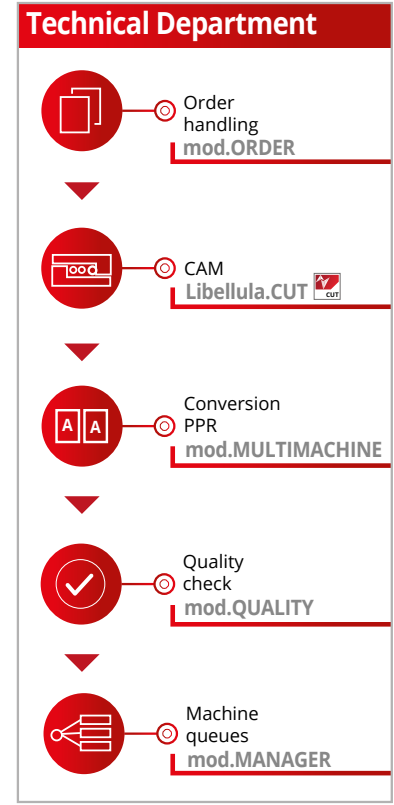 Technical Department
Order
handling
mod.ORDER
CAM
Libellula.CUT
CUT
Conversion
PPR
A A
mod.MULTIMACHINE
Quality
check
mod.QUALITY
Machine
queues
mod.MANAGER